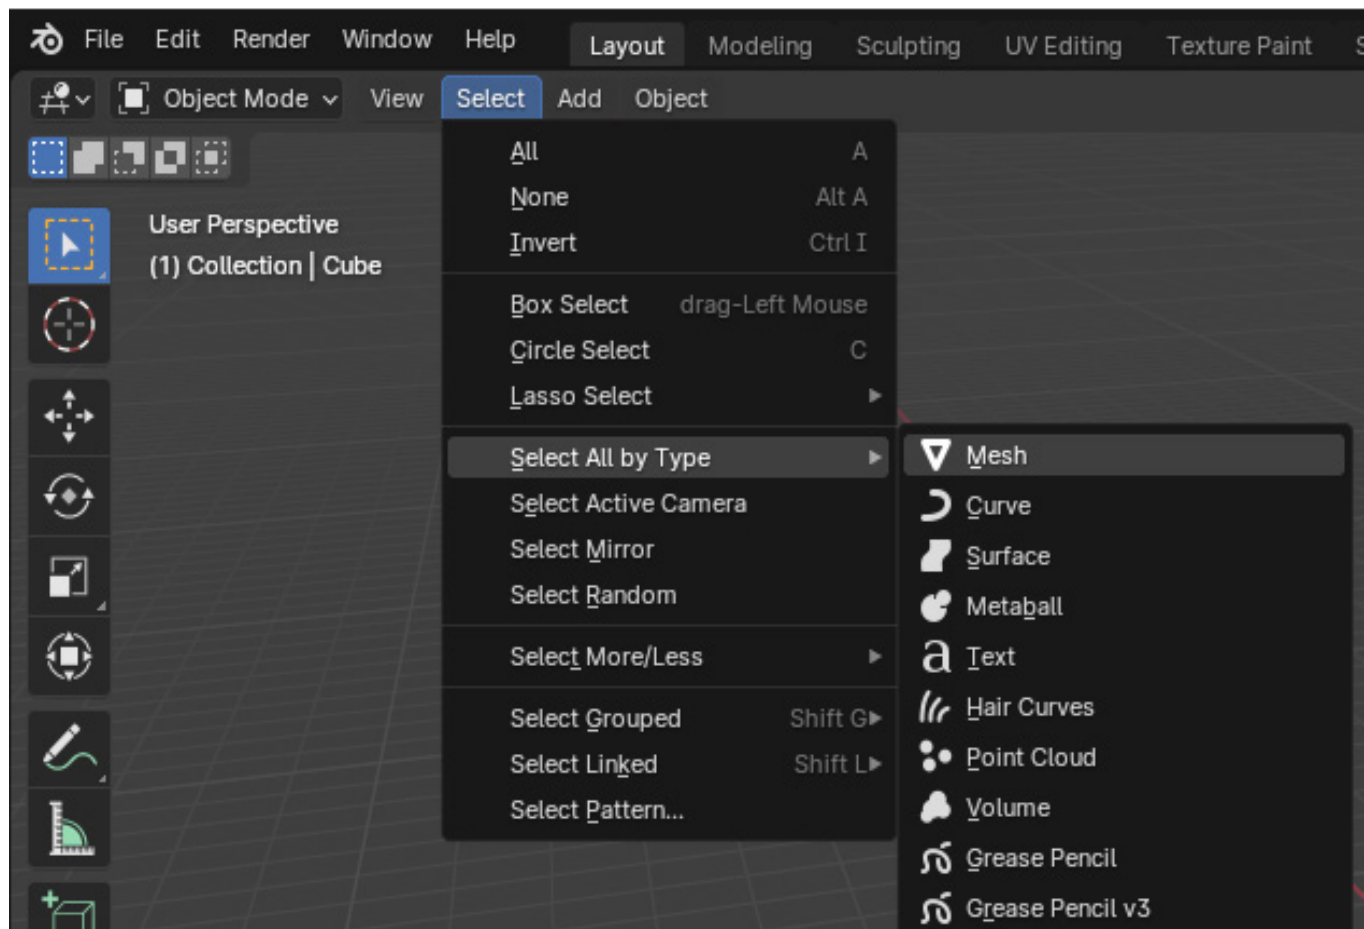 File Edit Render Window Help Layout Modeling Sculpting UV Editing Texture Paint
Object Mode View Select Add Object
User Perspective
(1) Collection | Cube
All A
None Alt A
Invert Ctrl I
Box Select drag-Left Mouse
Circle Select C
Lasso Select
Select All by Type
Select Active Camera
Select Mirror
Select Random
Select More/Less
Select Grouped Shift G
Select Linked Shift L
Select Pattern...
Mesh
Curve
Surface
Metaball
Text
Hair Curves
Point Cloud
Volume
Grease Pencil
Grease Pencil v3